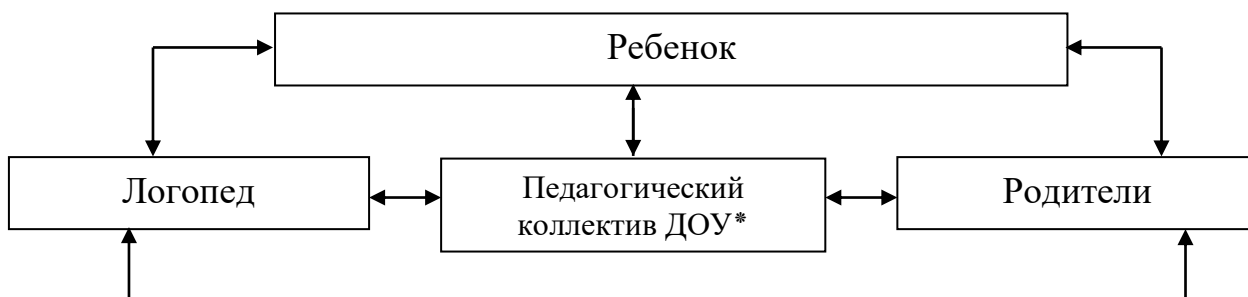 Ребенок
Логопед
Педагогический
коллектив ДОУ*
Родители